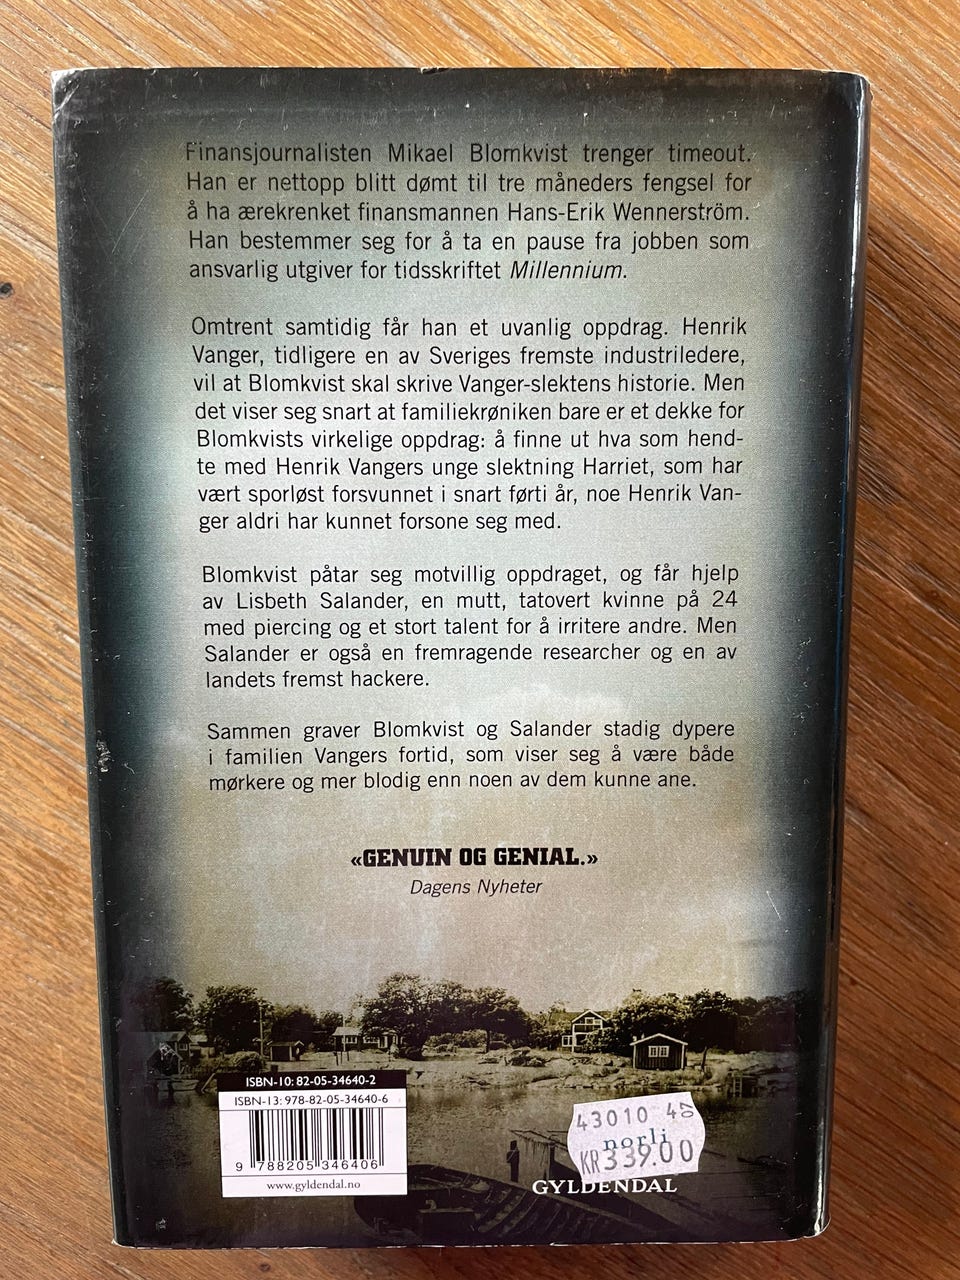 Finansjournalisten Mikael Blomkvist trenger timeout.
Han er nettopp blitt dømt til tre måneders fengsel for
å ha ærekrenket finansmannen Hans-Erik Wennerström.
Han bestemmer seg for å ta en pause fra jobben som
ansvarlig utgiver for tidsskriftet Millennium.
Omtrent samtidig får han et uvanlig oppdrag. Henrik
Vanger, tidligere en av Sveriges fremste industriledere,
vil at Blomkvist skal skrive Vanger-slektens historie. Men
det viser seg snart at familiekrøniken bare er et dekke for
Blomkvists virkelige oppdrag: å finne ut hva som hend-
te med Henrik Vangers unge slektning Harriet, som har
vært sporløst forsvunnet i snart førti år, noe Henrik Van-
ger aldri har kunnet forsone seg med.
Blomkvist påtar seg motvillig oppdraget, og får hjelp
av Lisbeth Salander, en mutt, tatovert kvinne på 24
med piercing og et stort talent for å irritere andre. Men
Salander er også en fremragende researcher og en av
landets fremst hackere.
Sammen graver Blomkvist og Salander stadig dypere
i familien Vangers fortid, som viser seg å være både
mørkere og mer blodig enn noen av dem kunne ane.
«GENUIN OG GENIAL.»
Dagens Nyheter
ISBN-10: 82-05-34640-2
ISBN-13: 978-82-05-34640-6
9 788205 346406
www.gyldendal.no
43010 4 07
norli
KR339.00
GYLDENDAL